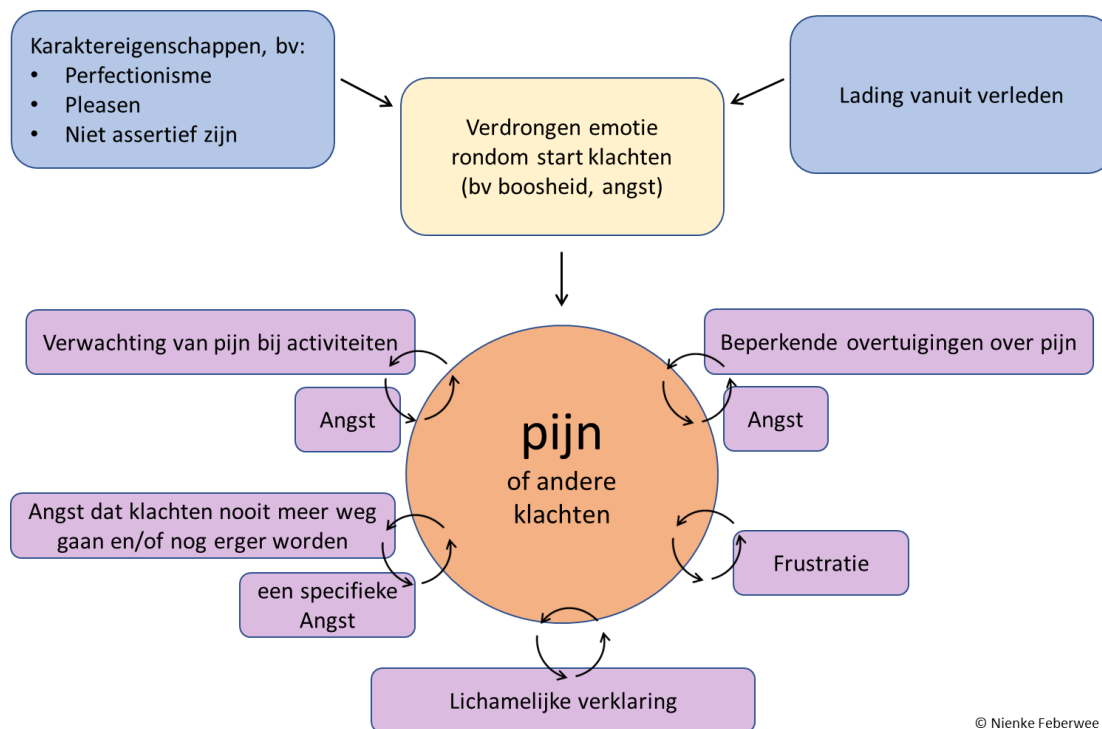 Karaktereigenschappen, bv:
• Perfectionisme
• Pleasen
• Niet assertief zijn
Verdrongen emotie
rondom start klachten
(bv boosheid, angst)
Lading vanuit verleden
Verwachting van pijn bij activiteiten
Angst
Beperkende overtuigingen over pijn
Angst
pijn
of andere
klachten
Angst dat klachten nooit meer weg
gaan en/of nog erger worden
een specifieke
Angst
Frustratie
Lichamelijke verklaring
© Nienke Feberwee